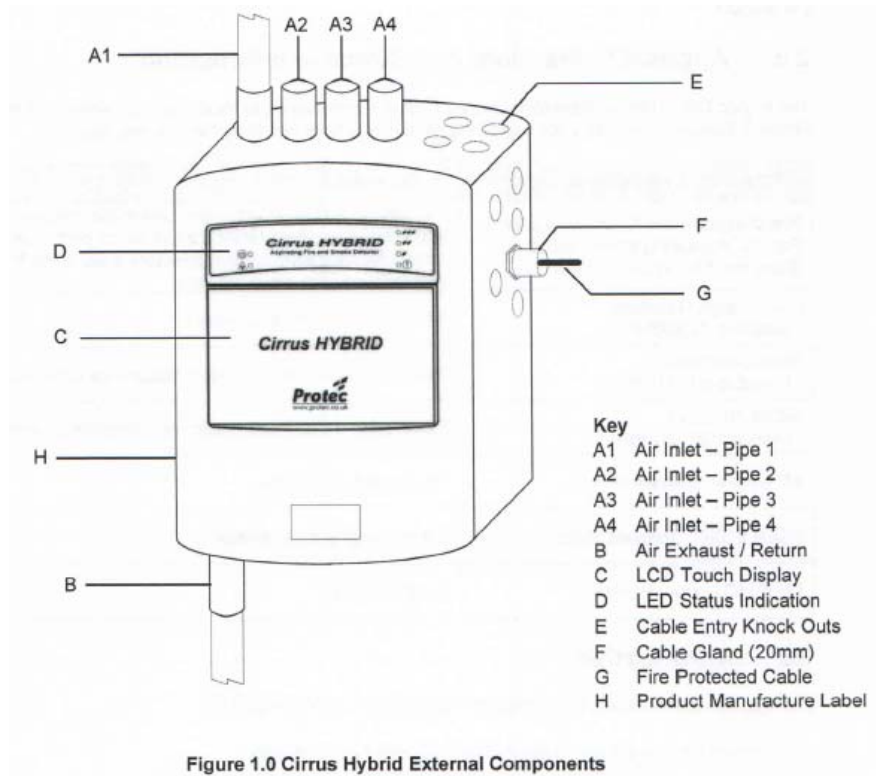 A2 A3 A4
A1
E
Cirrus HYBRID
Aspirating Fire and Smoke Detector
D
F
G
C
Cirrus HYBRID
Protec
www.protec.co.uk
H
B
Key
A1 Air Inlet – Pipe 1
A2 Air Inlet – Pipe 2
A3 Air Inlet – Pipe 3
A4 Air Inlet – Pipe 4
B Air Exhaust / Return
C LCD Touch Display
D LED Status Indication
E Cable Entry Knock Outs
F Cable Gland (20mm)
G Fire Protected Cable
H Product Manufacture Label
Figure 1.0 Cirrus Hybrid External Components